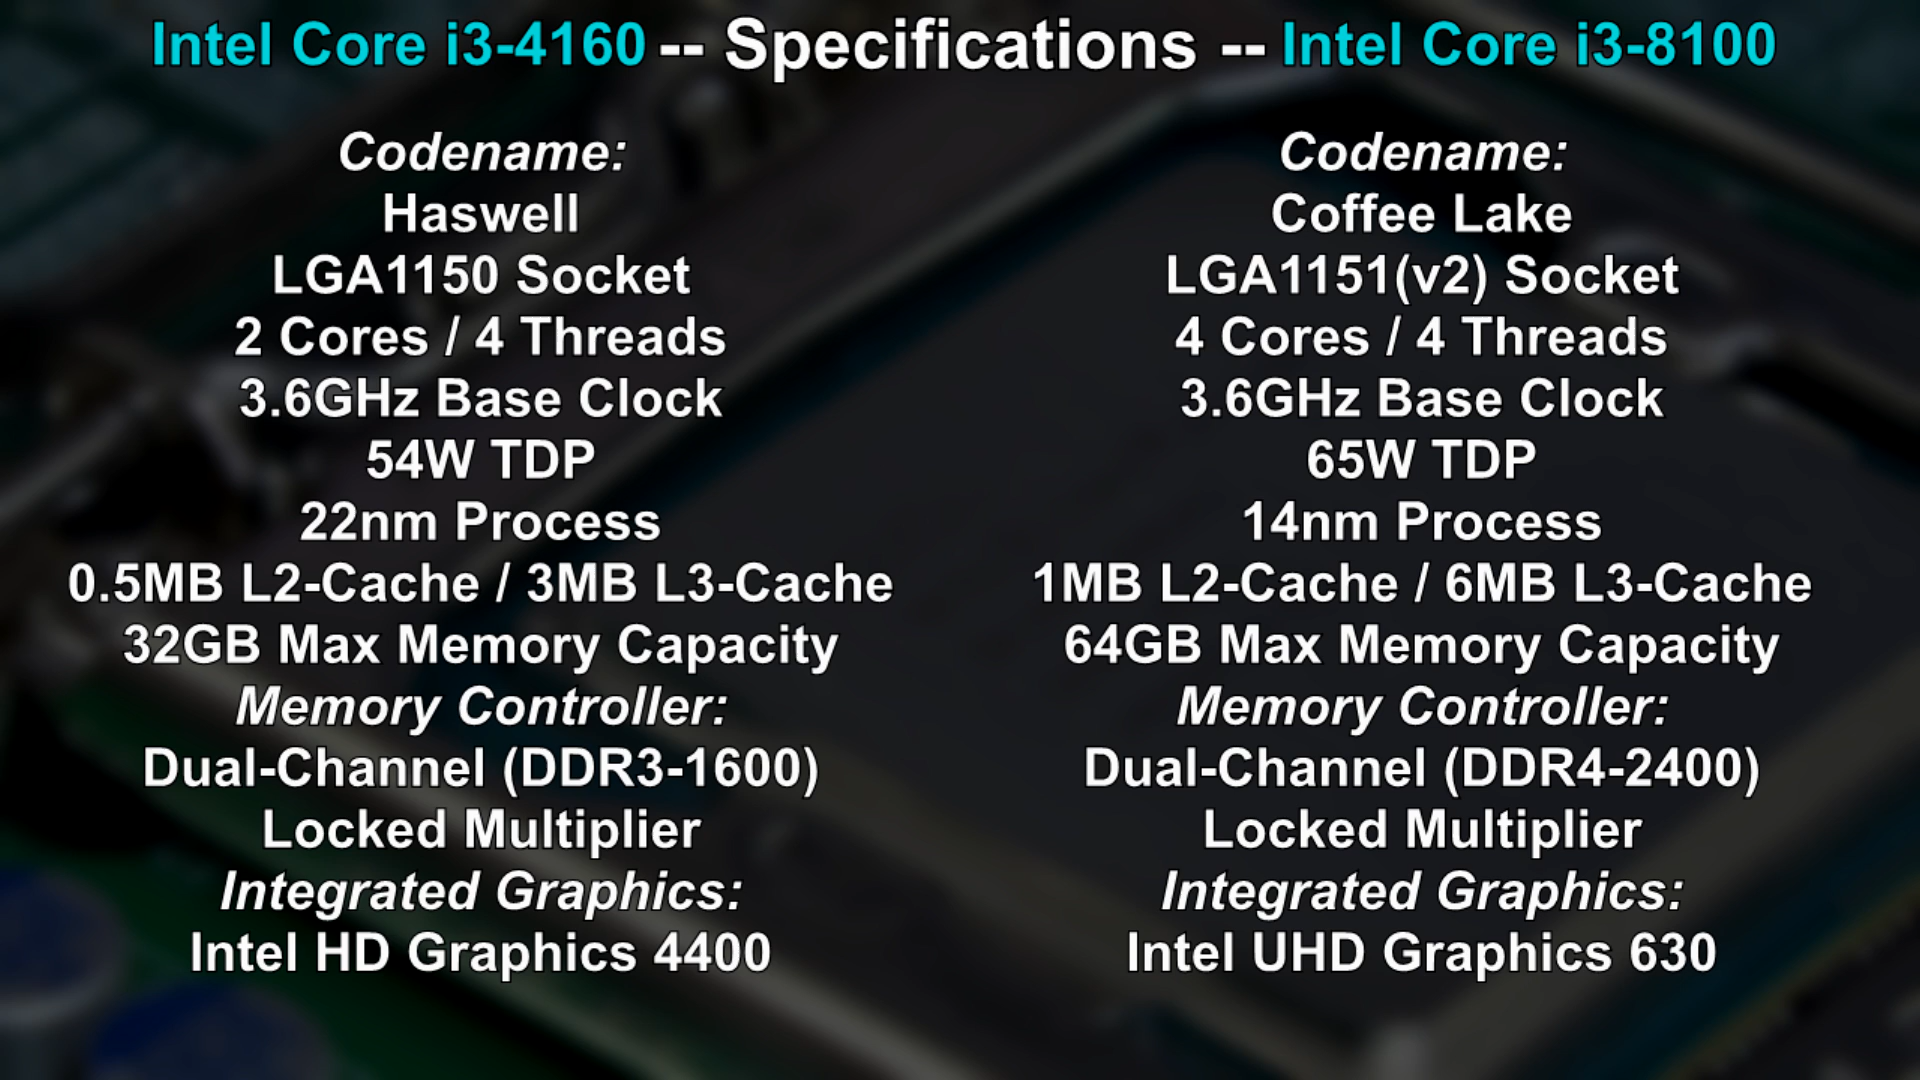 Intel Core i3-4160 -- Specifications -- Intel Core i3-8100
Codename:
Haswell
LGA1150 Socket
2 Cores / 4 Threads
3.6GHz Base Clock
54W TDP
22nm Process
0.5MB L2-Cache / 3MB L3-Cache
32GB Max Memory Capacity
Memory Controller:
Dual-Channel (DDR3-1600)
Locked Multiplier
Integrated Graphics:
Intel HD Graphics 4400
Codename:
Coffee Lake
LGA1151(v2) Socket
4 Cores / 4 Threads
3.6GHz Base Clock
65W TDP
14nm Process
1MB L2-Cache / 6MB L3-Cache
64GB Max Memory Capacity
Memory Controller:
Dual-Channel (DDR4-2400)
Locked Multiplier
Integrated Graphics:
Intel UHD Graphics 630